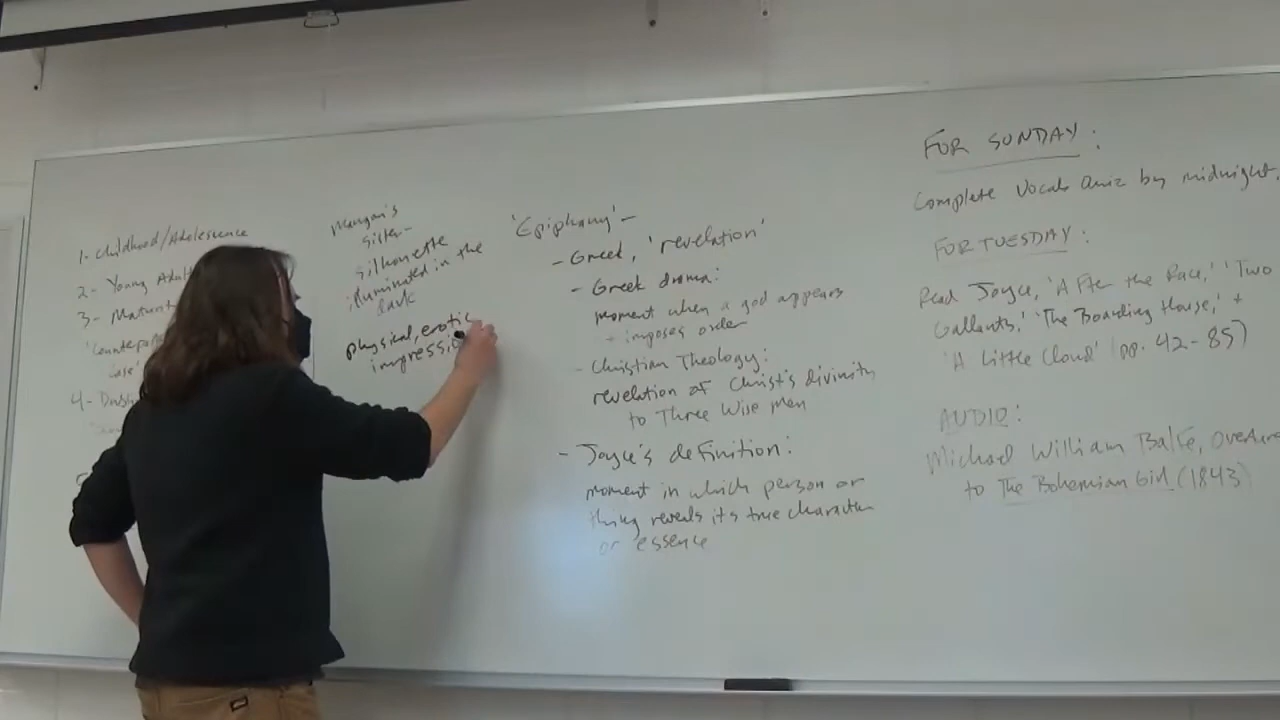 1- Childhood/Adolescence
2- Young Adult
3- Maturit
'Counterpa
Case'
4-
Mangan's
sister-
silhouette
illuminated in the
dark
physical, erotic
impressio
'Epiphany'-
- Greek, 'revelation'
- Greek drama:
moment when a god appears
+ imposes order
- Christian Theology:
revelation of Christ's divinity
to Three Wise Men
- Joyce's definition:
moment in which person or
thing reveals its true character
or essence
FOR SUNDAY:
Complete Vocab Quiz by midnight.
FOR TUESDAY:
Read Joyce, 'After the Race,' 'Two
Gallants,' 'The Boarding House,' +
'A Little Cloud' (pp. 42-85)
AUDIO:
Michael William Balfe, Overture
to The Bohemian Girl (1843)